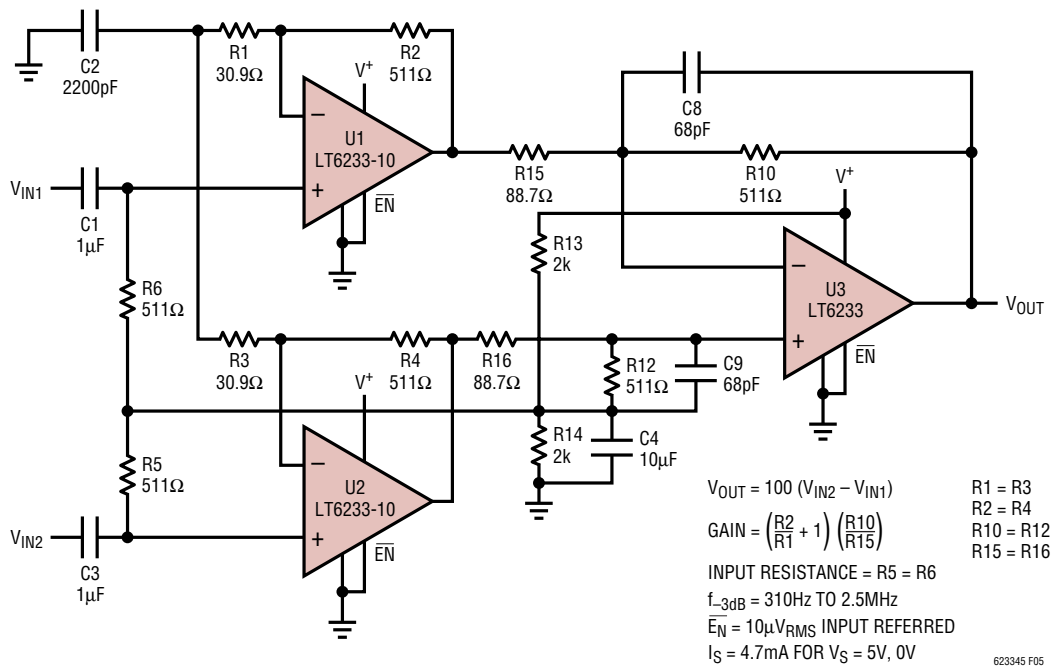 C2
2200pF
R1
30.9Ω
R2
511Ω
V+
−
U1
LT6233-10
+
EN
VIN1
C1
1µF
R15
88.7Ω
C8
68pF
R10
511Ω
V+
R13
2k
−
U3
LT6233
+
EN
VOUT
R6
511Ω
R3
30.9Ω
R4
511Ω
R16
88.7Ω
R12
511Ω
C9
68pF
V+
R5
511Ω
−
U2
LT6233-10
+
EN
VIN2
C3
1µF
R14
2k
C4
10µF
VOUT = 100 (VIN2 – VIN1)
GAIN = (R2/R1 + 1) (R10/R15)
INPUT RESISTANCE = R5 = R6
f–3dB = 310Hz TO 2.5MHz
EN = 10µVRMS INPUT REFERRED
IS = 4.7mA FOR VS = 5V, 0V
R1 = R3
R2 = R4
R10 = R12
R15 = R16
623345 F05